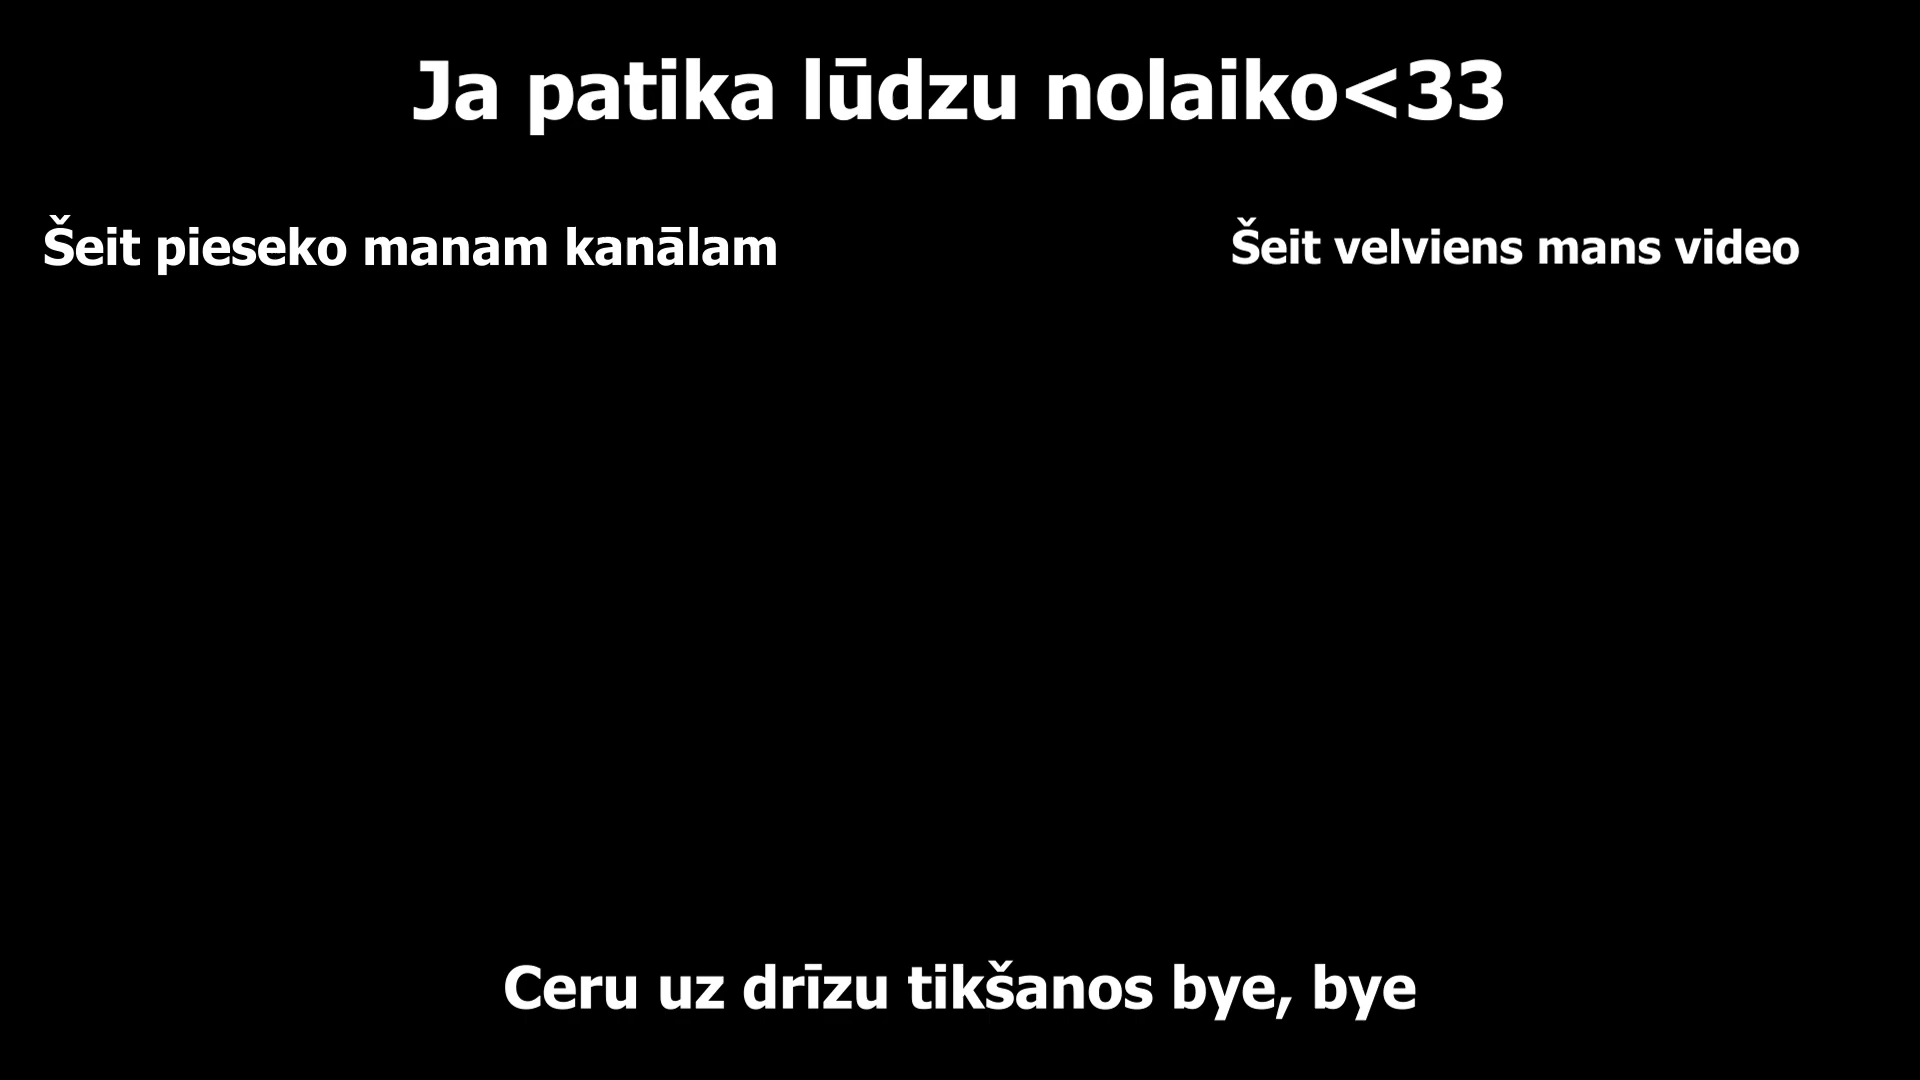 Ja patika lūdzu nolaiko<33
Šeit pieseko manam kanālam
Šeit velviens mans video
Ceru uz drīzu tikšanos bye, bye